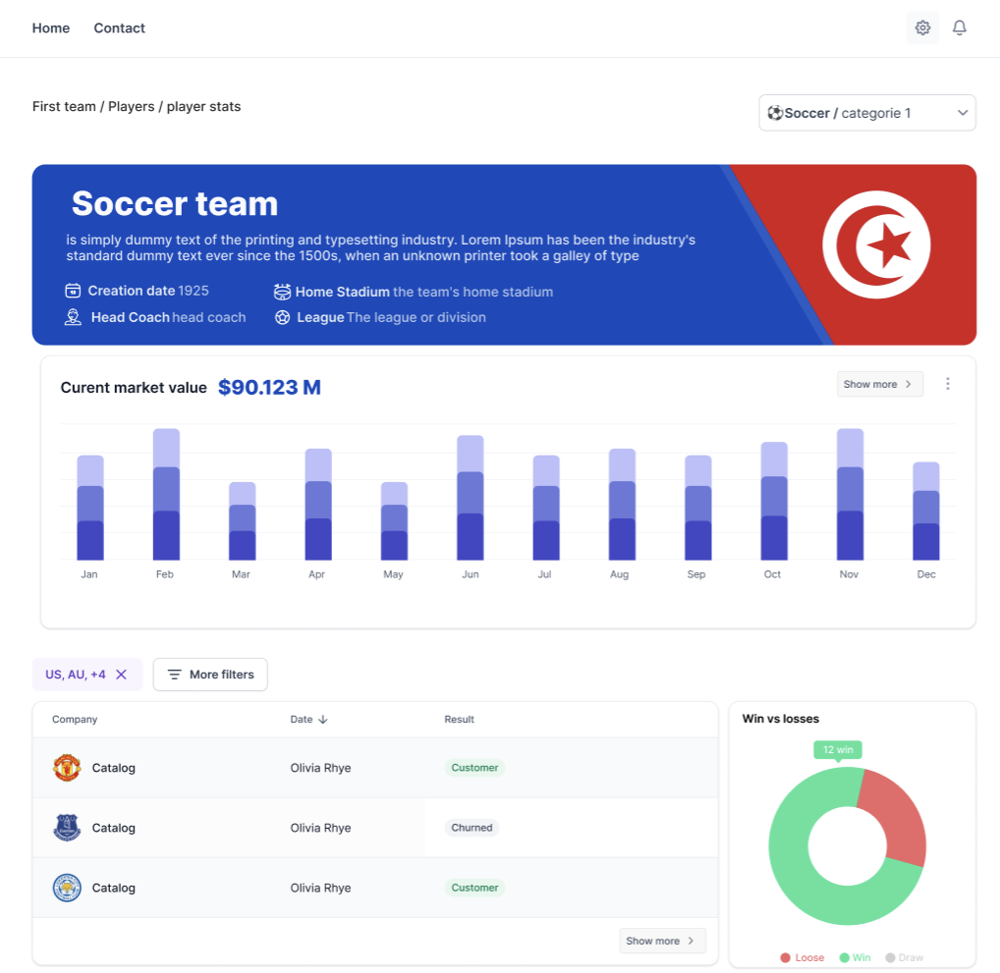 Home Contact
First team / Players / player stats
Soccer / categorie 1
Soccer team
is simply dummy text of the printing and typesetting industry. Lorem Ipsum has been the industry's
standard dummy text ever since the 1500s, when an unknown printer took a galley of type
Creation date 1925
Home Stadium the team's home stadium
Head Coach head coach
League The league or division
Curent market value $90.123 M
Show more
Jan Feb Mar Apr May Jun Jul Aug Sep Oct Nov Dec
US, AU, +4
More filters
Company Date Result
Catalog Olivia Rhye Customer
Catalog Olivia Rhye Churned
Catalog Olivia Rhye Customer
Show more
Win vs losses
12 win
Loose Win Draw